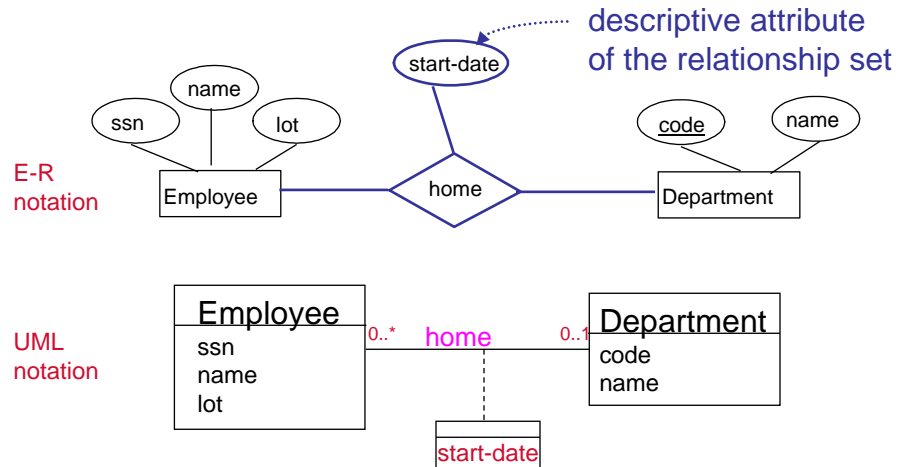 descriptive attribute
of the relationship set
start-date
name
ssn
lot
code
name
E-R
notation
Employee
home
Department
Employee
ssn
name
lot
0..*
home
0..1
Department
code
name
UML
notation
start-date